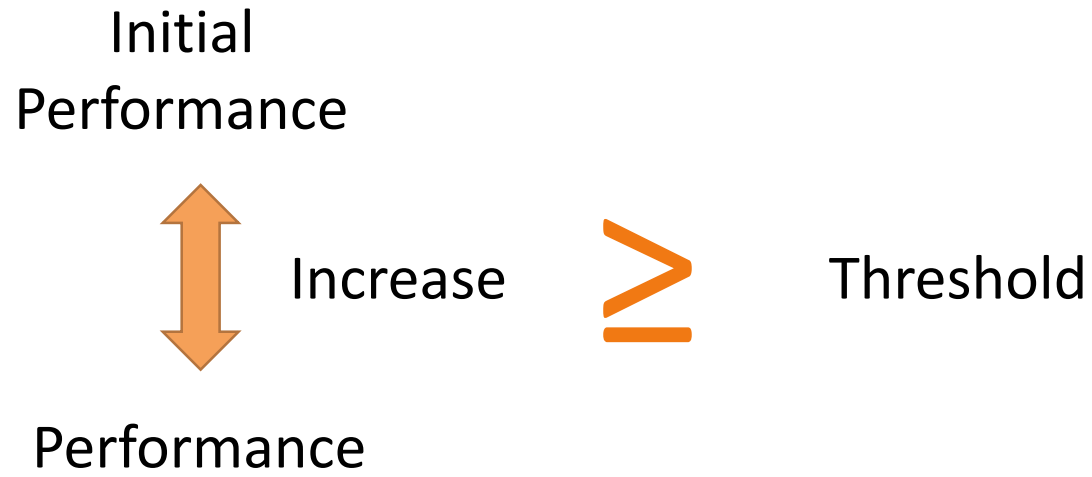 Initial
Performance
Increase ≥ Threshold
Performance